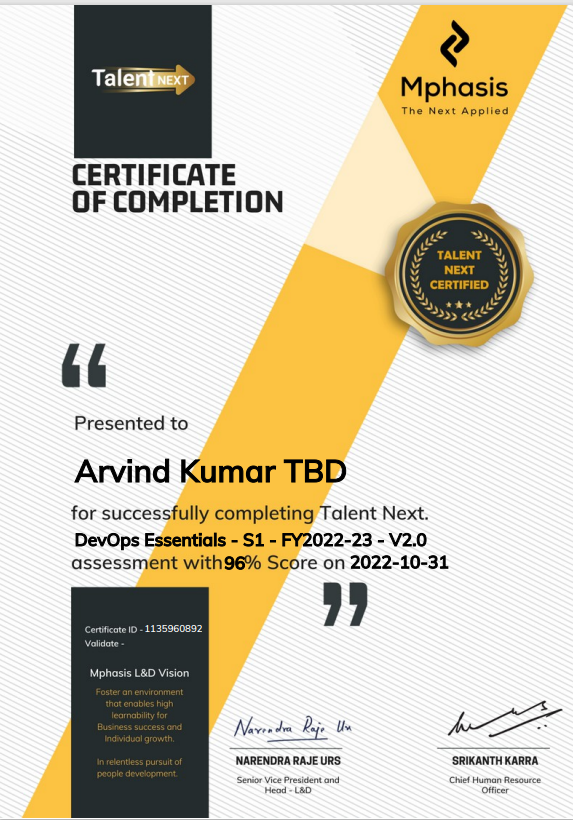 Talent NEXT
Mphasis
The Next Applied
CERTIFICATE
OF COMPLETION
TALENT
NEXT
CERTIFIED
“
Presented to
Arvind Kumar TBD
for successfully completing Talent Next.
DevOps Essentials - S1 - FY2022-23 - V2.0
assessment with 96% Score on 2022-10-31
”
Certificate ID - 1135960892
Validate -
Mphasis L&D Vision
Foster an environment
that enables high
learnability for
Business success and
Individual growth.
In relentless pursuit of
people development.
Narendra Raje Urs
NARENDRA RAJE URS
Senior Vice President and
Head - L&D
SRIKANTH KARRA
Chief Human Resource
Officer